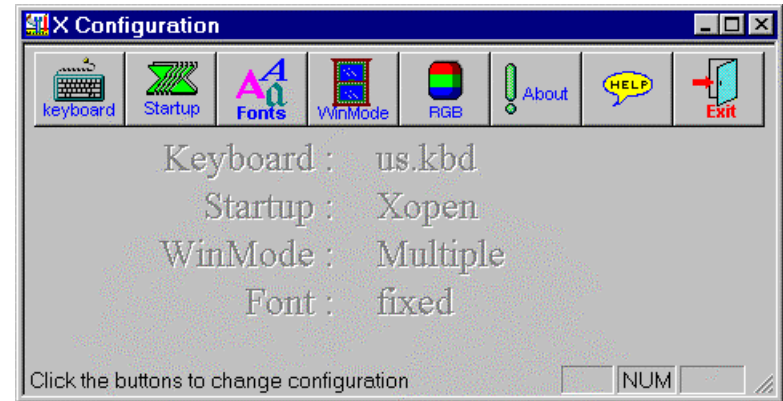 X Configuration
keyboard Startup Fonts WinMode RGB About HELP Exit
Keyboard : us.kbd
Startup : Xopen
WinMode : Multiple
Font : fixed
Click the buttons to change configuration NUM